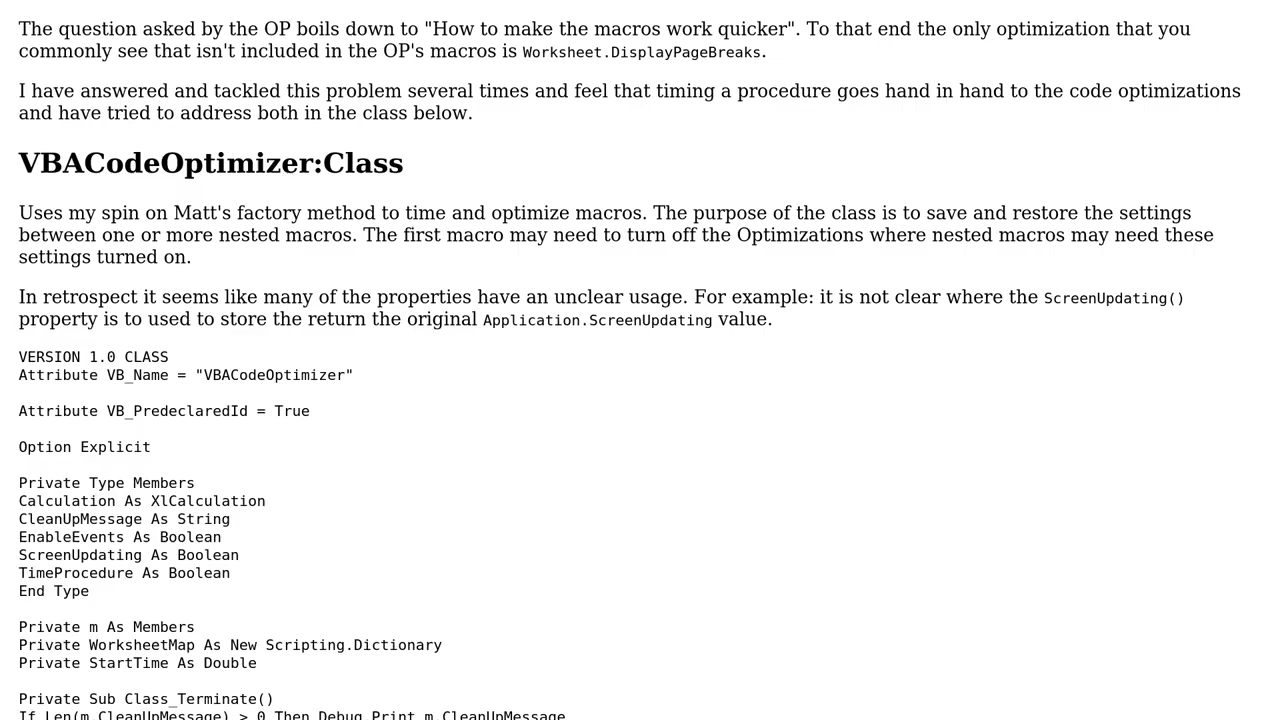 The question asked by the OP boils down to "How to make the macros work quicker". To that end the only optimization that you
commonly see that isn't included in the OP's macros is Worksheet.DisplayPageBreaks.
I have answered and tackled this problem several times and feel that timing a procedure goes hand in hand to the code optimizations
and have tried to address both in the class below.
VBACodeOptimizer:Class
Uses my spin on Matt's factory method to time and optimize macros. The purpose of the class is to save and restore the settings
between one or more nested macros. The first macro may need to turn off the Optimizations where nested macros may need these
settings turned on.
In retrospect it seems like many of the properties have an unclear usage. For example: it is not clear where the ScreenUpdating()
property is to used to store the return the original Application.ScreenUpdating value.
VERSION 1.0 CLASS
Attribute VB_Name = "VBACodeOptimizer"
Attribute VB_PredeclaredId = True
Option Explicit
Private Type Members
Calculation As XlCalculation
CleanUpMessage As String
EnableEvents As Boolean
ScreenUpdating As Boolean
TimeProcedure As Boolean
End Type
Private m As Members
Private WorksheetMap As New Scripting.Dictionary
Private StartTime As Double
Private Sub Class_Terminate()
If Len(m.CleanUpMessage) > 0 Then Debug.Print m.CleanUpMessage